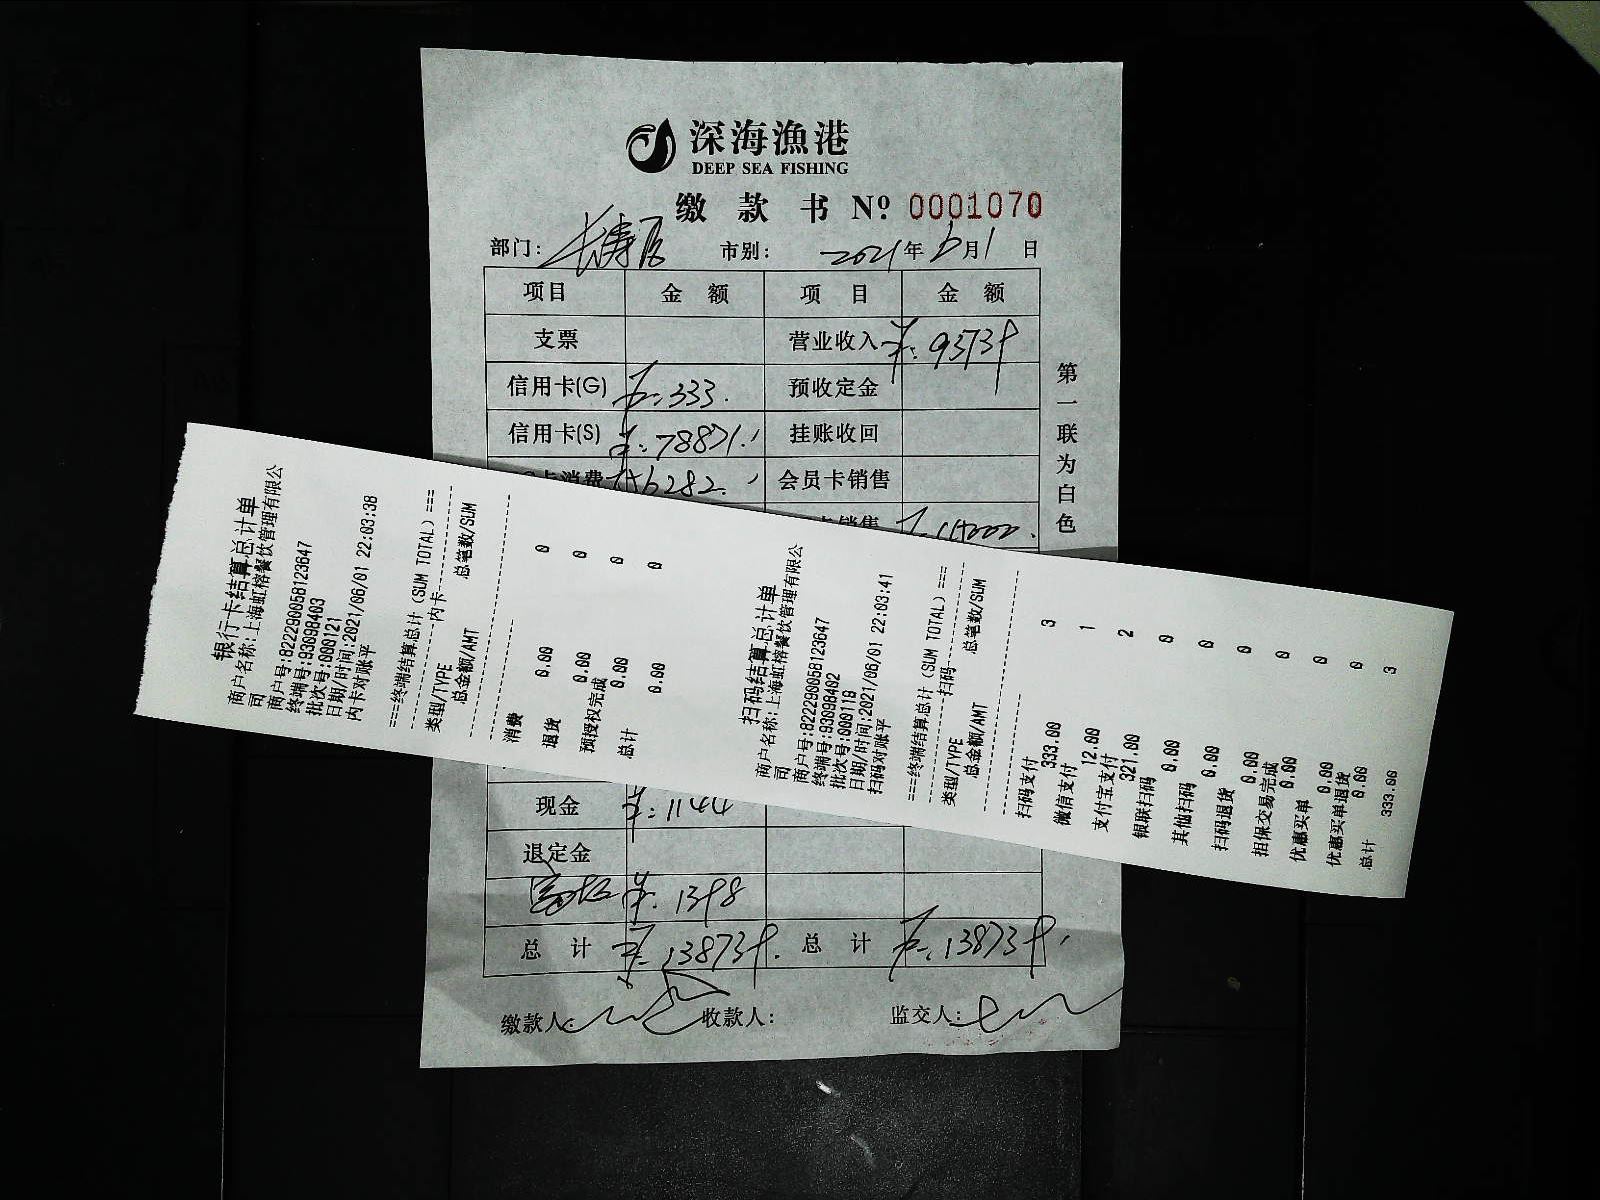 深海漁港
DEEP SEA FISHING
缴款书 Nº 0001070
部门: 市别: 2021年6月1日
项目 金额 项目 金额
支票 营业收入
信用卡(G) 333. 预收定金
信用卡(S) 挂账收回
卡消费 6282. 会员卡销售
销售
现金 1144
退定金
1398
总计 总计
缴款人: 收款人: 监交人:
第一联为白色
银行卡结算总计单
商户名称:上海虹榕餐饮管理有限公
司
商户号:822290058123647
终端号:93098403
批次号:000121
日期/时间:2021/06/01 22:03:38
内卡对账平
===终端结算总计(SUM TOTAL)===
内卡
类型/TYPE 总笔数/SUM
总金额/AMT
消费 0
0.00
退货 0
0.00
预授权完成 0
0.00
总计 0
0.00
扫码结算总计单
商户名称:上海虹榕餐饮管理有限公
司
商户号:822290058123647
终端号:93098402
批次号:000118
日期/时间:2021/06/01 22:03:41
扫码对账平
===终端结算总计(SUM TOTAL)===
扫码
类型/TYPE 总笔数/SUM
总金额/AMT
扫码支付 3
333.00
微信支付 1
12.00
支付宝支付 2
321.00
银联扫码 0
0.00
其他扫码 0
0.00
扫码退货 0
0.00
担保交易完成 0
0.00
优惠买单 0
0.00
优惠买单退货 0
0.00
总计 3
333.00